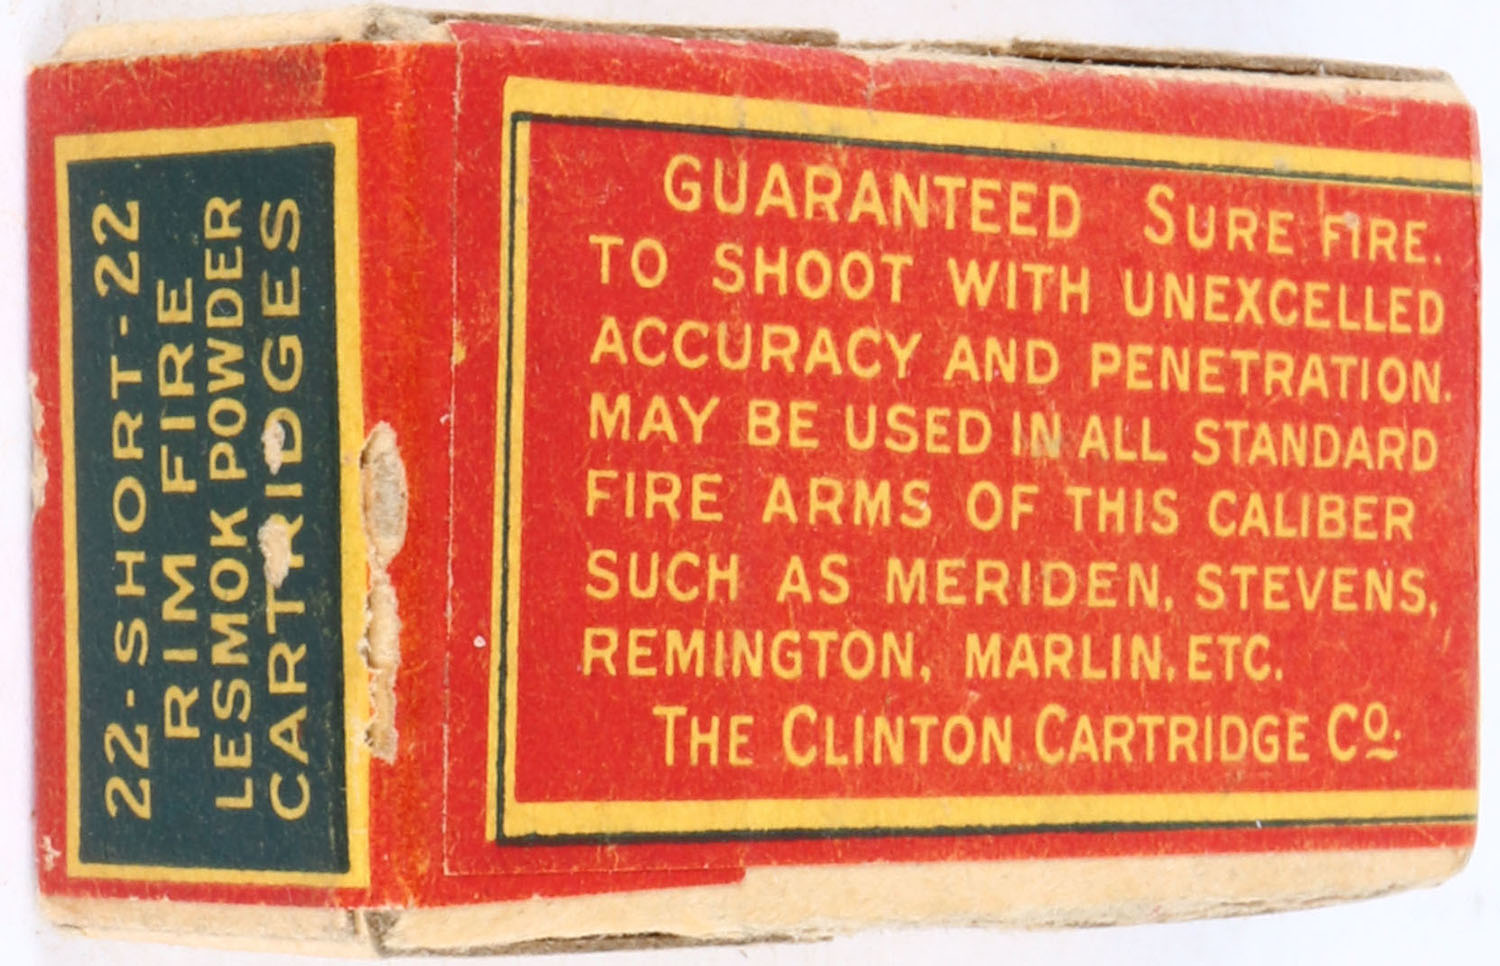 22-SHORT-22
RIM FIRE
LESMOK POWDER
CARTRIDGES
GUARANTEED SURE FIRE.
TO SHOOT WITH UNEXCELLED
ACCURACY AND PENETRATION.
MAY BE USED IN ALL STANDARD
FIRE ARMS OF THIS CALIBER
SUCH AS MERIDEN, STEVENS,
REMINGTON, MARLIN, ETC.
THE CLINTON CARTRIDGE CO.